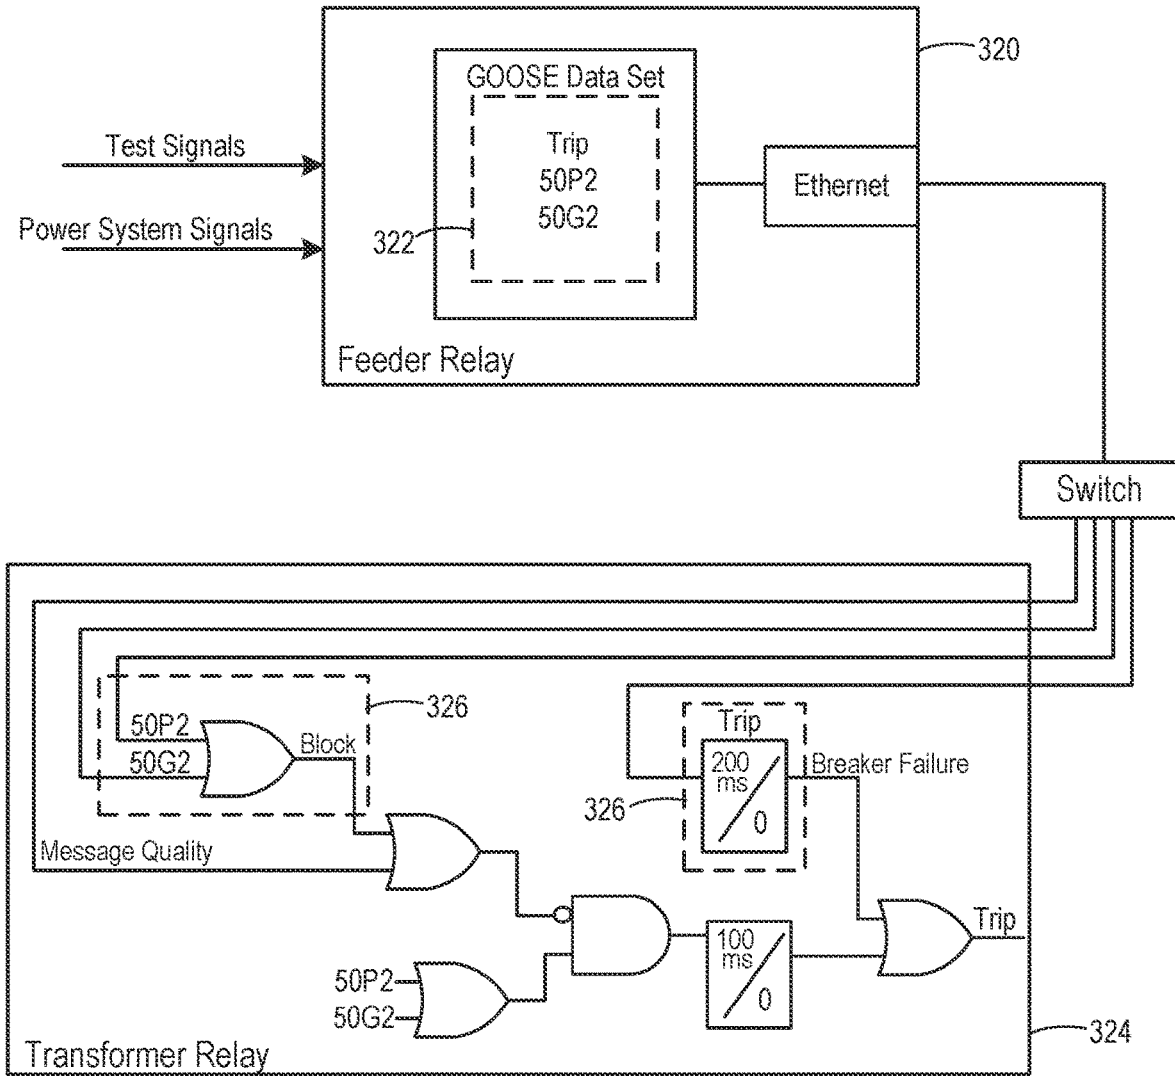 320
GOOSE Data Set
Trip
50P2
50G2
322
Test Signals
Power System Signals
Ethernet
Feeder Relay
Switch
326
50P2
50G2
Block
Trip
200
ms
0
Breaker Failure
326
Message Quality
Trip
100
ms
0
50P2
50G2
324
Transformer Relay